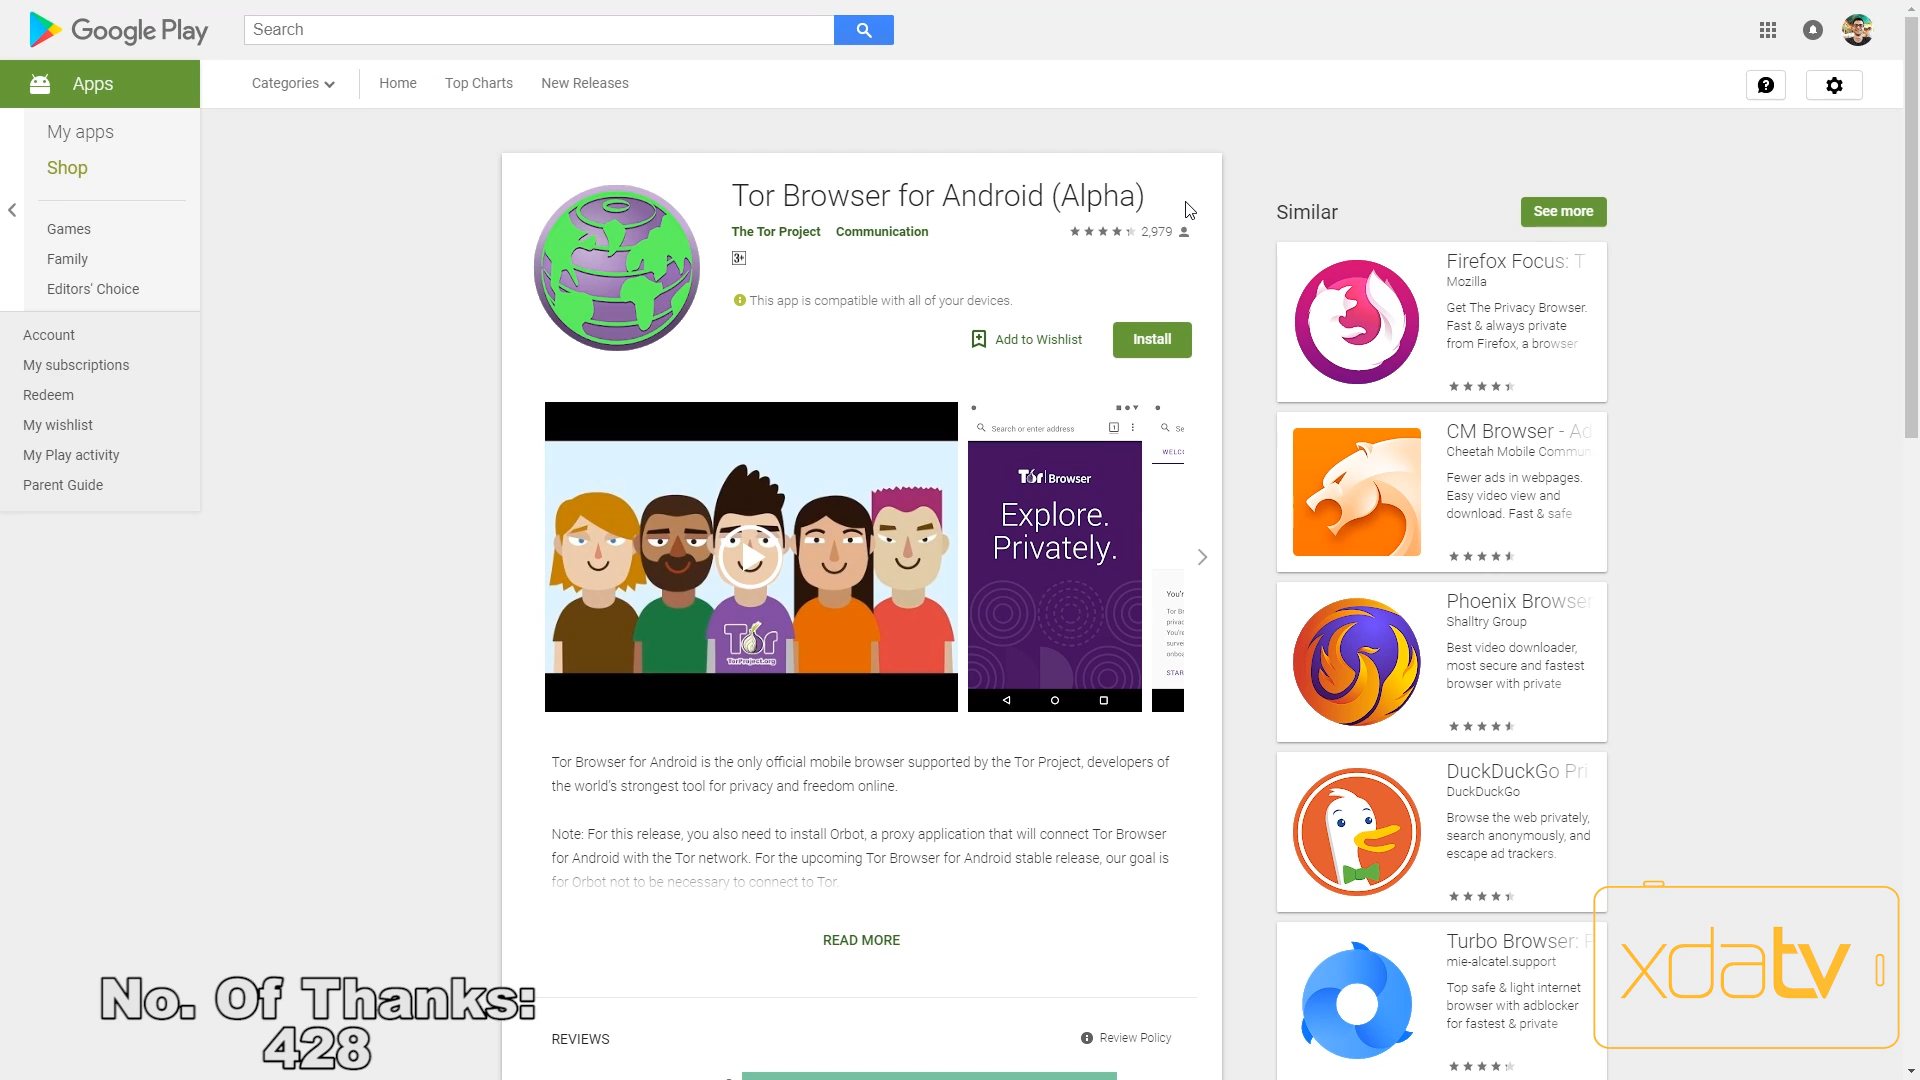 Google Play
Search
Apps
Categories
Home
Top Charts
New Releases
My apps
Shop
Games
Family
Editors' Choice
Account
My subscriptions
Redeem
My wishlist
My Play activity
Parent Guide
Tor Browser for Android (Alpha)
The Tor Project
Communication
2,979
3+
This app is compatible with all of your devices.
Add to Wishlist
Install
Tor
TorProject.org
Search or enter address
1
Tor Browser
Explore.
Privately.
Tor Browser for Android is the only official mobile browser supported by the Tor Project, developers of
the world's strongest tool for privacy and freedom online.
Note: For this release, you also need to install Orbot, a proxy application that will connect Tor Browser
for Android with the Tor network. For the upcoming Tor Browser for Android stable release, our goal is
for Orbot not to be necessary to connect to Tor.
READ MORE
REVIEWS
Review Policy
Similar
See more
Firefox Focus: T
Mozilla
Get The Privacy Browser.
Fast & always private
from Firefox, a browser
CM Browser - Ad
Cheetah Mobile Commun
Fewer ads in webpages.
Easy video view and
download. Fast & safe
Phoenix Browser
Shalltry Group
Best video downloader,
most secure and fastest
browser with private
DuckDuckGo Pri
DuckDuckGo
Browse the web privately,
search anonymously, and
escape ad trackers.
Turbo Browser: F
mie-alcatel.support
Top safe & light internet
browser with adblocker
for fastest & private
No. Of Thanks:
428
xdatv